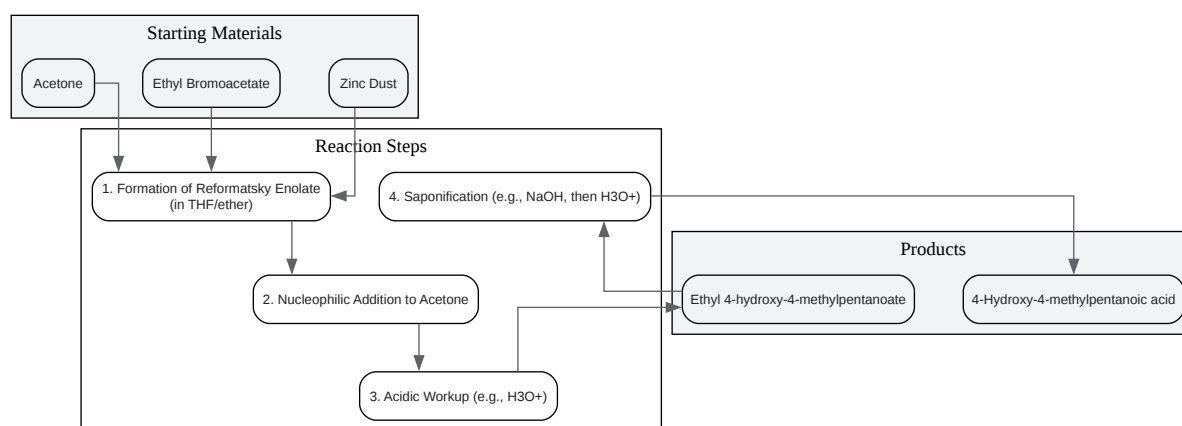 Starting Materials
Acetone
Ethyl Bromoacetate
Zinc Dust
Reaction Steps
1. Formation of Reformatsky Enolate
(in THF/ether)
4. Saponification (e.g., NaOH, then H3O+)
2. Nucleophilic Addition to Acetone
3. Acidic Workup (e.g., H3O+)
Products
Ethyl 4-hydroxy-4-methylpentanoate
4-Hydroxy-4-methylpentanoic acid